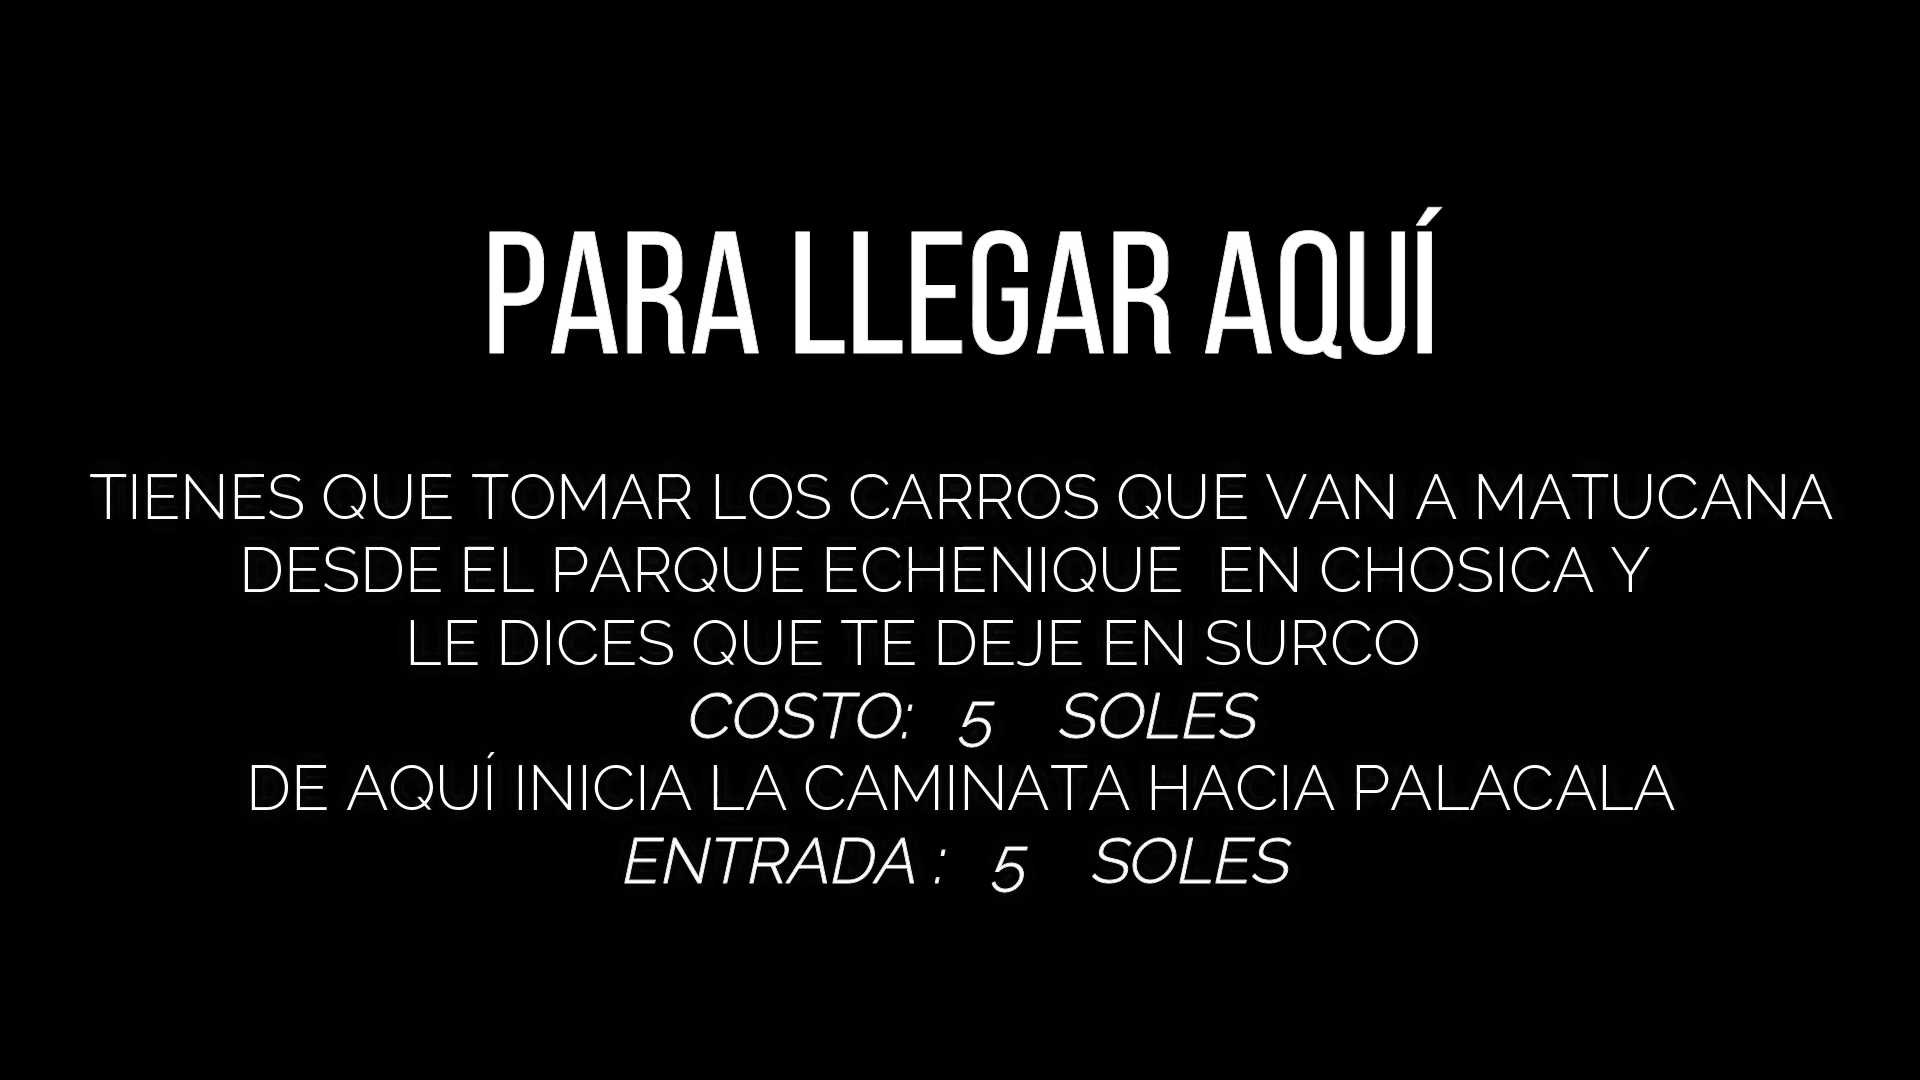 PARA LLEGAR AQUÍ
TIENES QUE TOMAR LOS CARROS QUE VAN A MATUCANA
DESDE EL PARQUE ECHENIQUE EN CHOSICA Y
LE DICES QUE TE DEJE EN SURCO
COSTO: 5 SOLES
DE AQUÍ INICIA LA CAMINATA HACIA PALACALA
ENTRADA : 5 SOLES